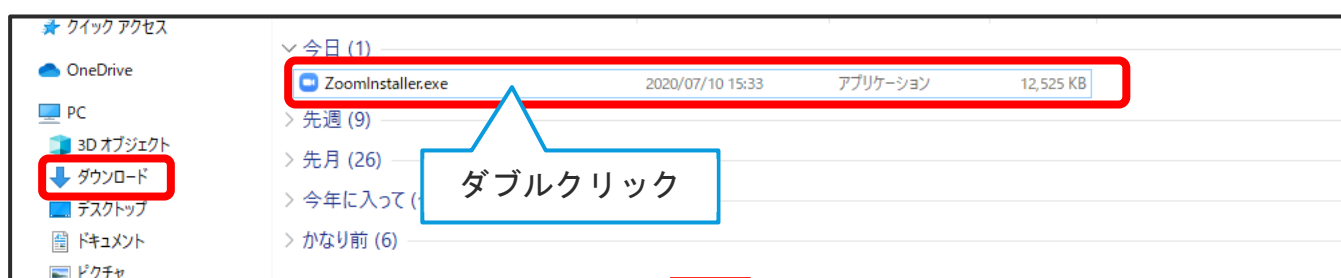 クイック アクセス
OneDrive
PC
3D オブジェクト
ダウンロード
デスクトップ
ドキュメント
ピクチャ
今日 (1)
ZoomInstaller.exe 2020/07/10 15:33 アプリケーション 12,525 KB
先週 (9)
先月 (26)
今年に入って (
かなり前 (6)
ダブルクリック